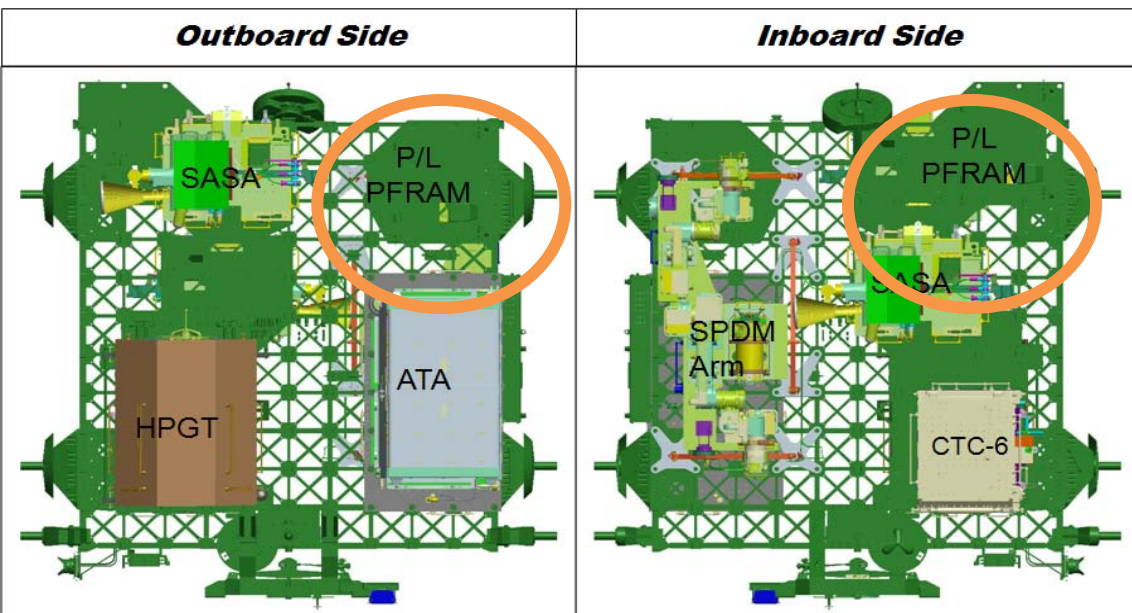 Outboard Side
Inboard Side
P/L
PFRAM
SASA
HPGT
ATA
P/L
PFRAM
SASA
SPDM
Arm
CTC-6